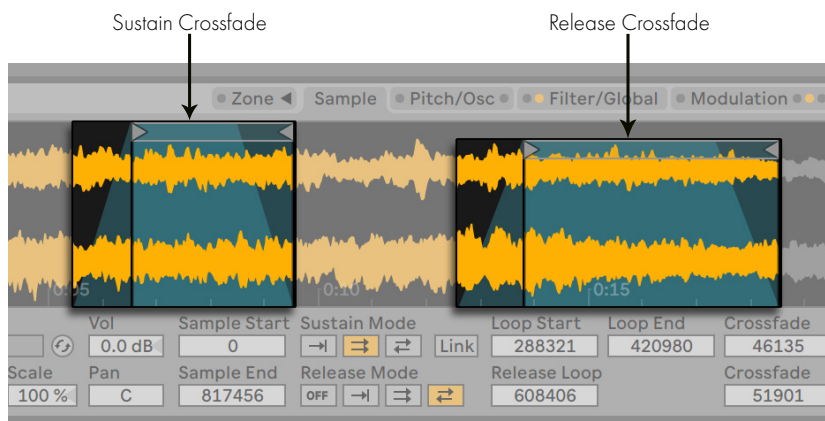 Sustain Crossfade Release Crossfade
Zone Sample Pitch/Osc Filter/Global Modulation
0:05 0:10 0:15
Vol Sample Start Sustain Mode Loop Start Loop End Crossfade
0.0 dB 0 Link 288321 420980 46135
Scale Pan Sample End Release Mode Release Loop Crossfade
100 % C 817456 OFF 608406 51901